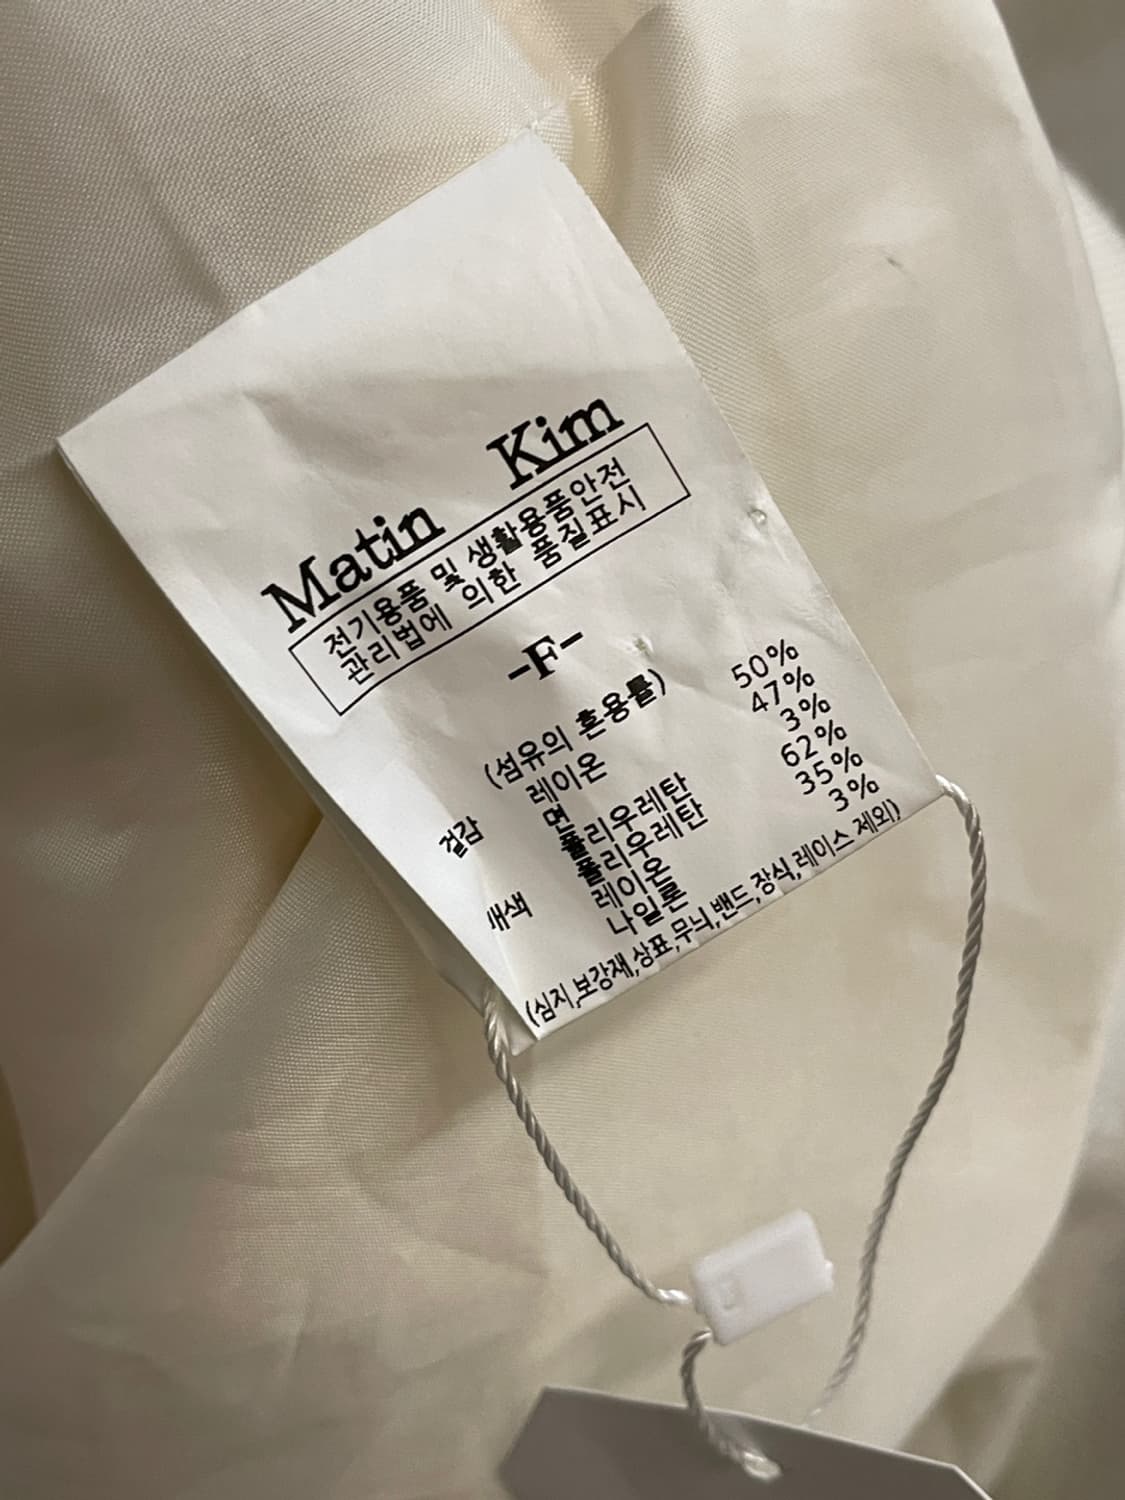 Matin Kim
전기용품 및 생활용품안전
관리법에 의한 품질표시
-F-
(섬유의 혼용률)
겉감 레이온 50%
면 47%
폴리우레탄 3%
배색 폴리우레탄 62%
레이온 35%
나일론 3%
(심지,보강재,상표,무늬,밴드,장식,레이스 제외)